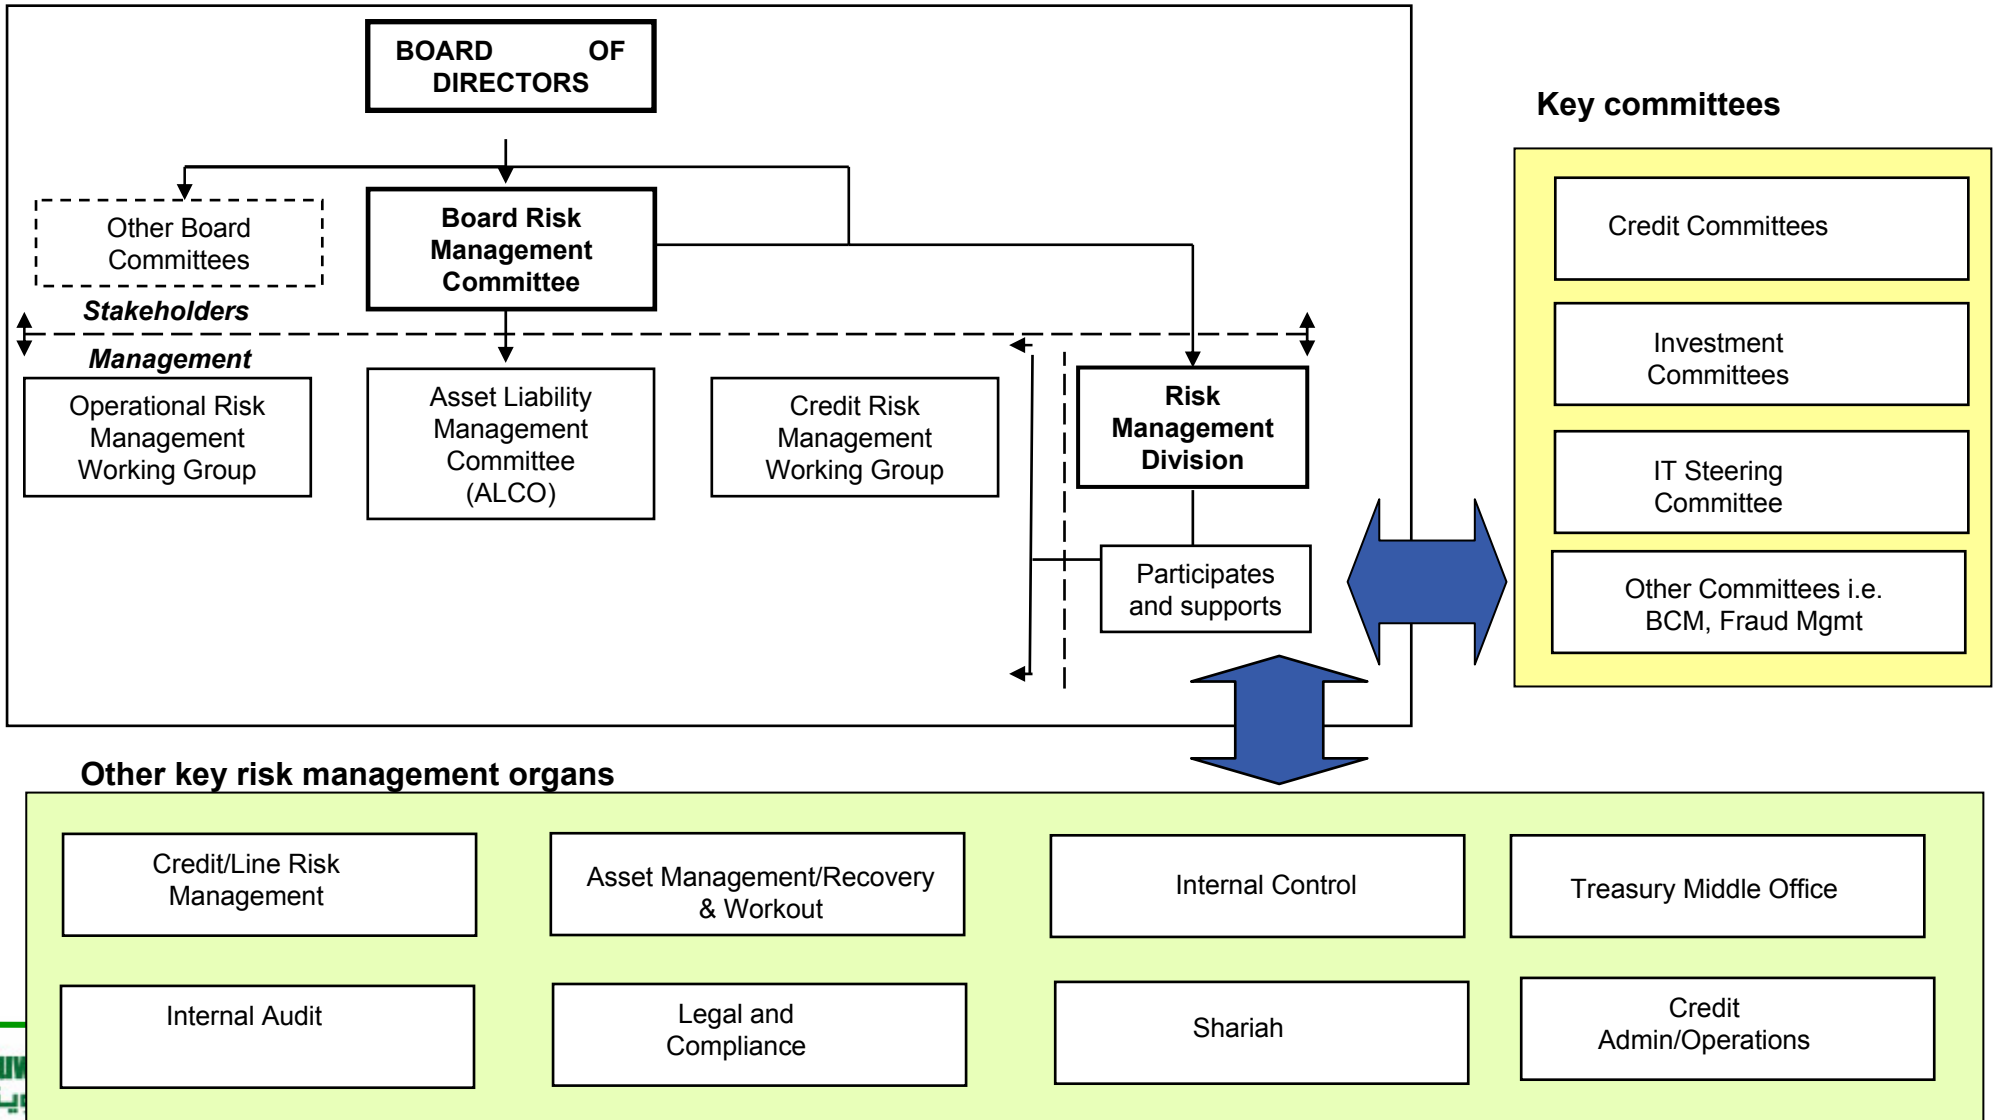 BOARD OF
DIRECTORS
Key committees
Other Board
Committees
Board Risk
Management
Committee
Credit Committees
Stakeholders
Management
Operational Risk
Management
Working Group
Asset Liability
Management
Committee
(ALCO)
Credit Risk
Management
Working Group
Risk
Management
Division
Participates
and supports
Investment
Committees
IT Steering
Committee
Other Committees i.e.
BCM, Fraud Mgmt
Other key risk management organs
Credit/Line Risk
Management
Asset Management/Recovery
& Workout
Internal Control
Treasury Middle Office
Internal Audit
Legal and
Compliance
Shariah
Credit
Admin/Operations